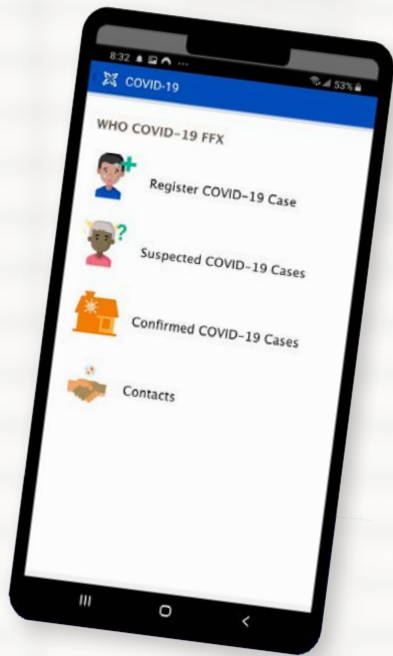 8:32
53%
COVID-19
WHO COVID-19 FFX
Register COVID-19 Case
?
Suspected COVID-19 Cases
Confirmed COVID-19 Cases
Contacts